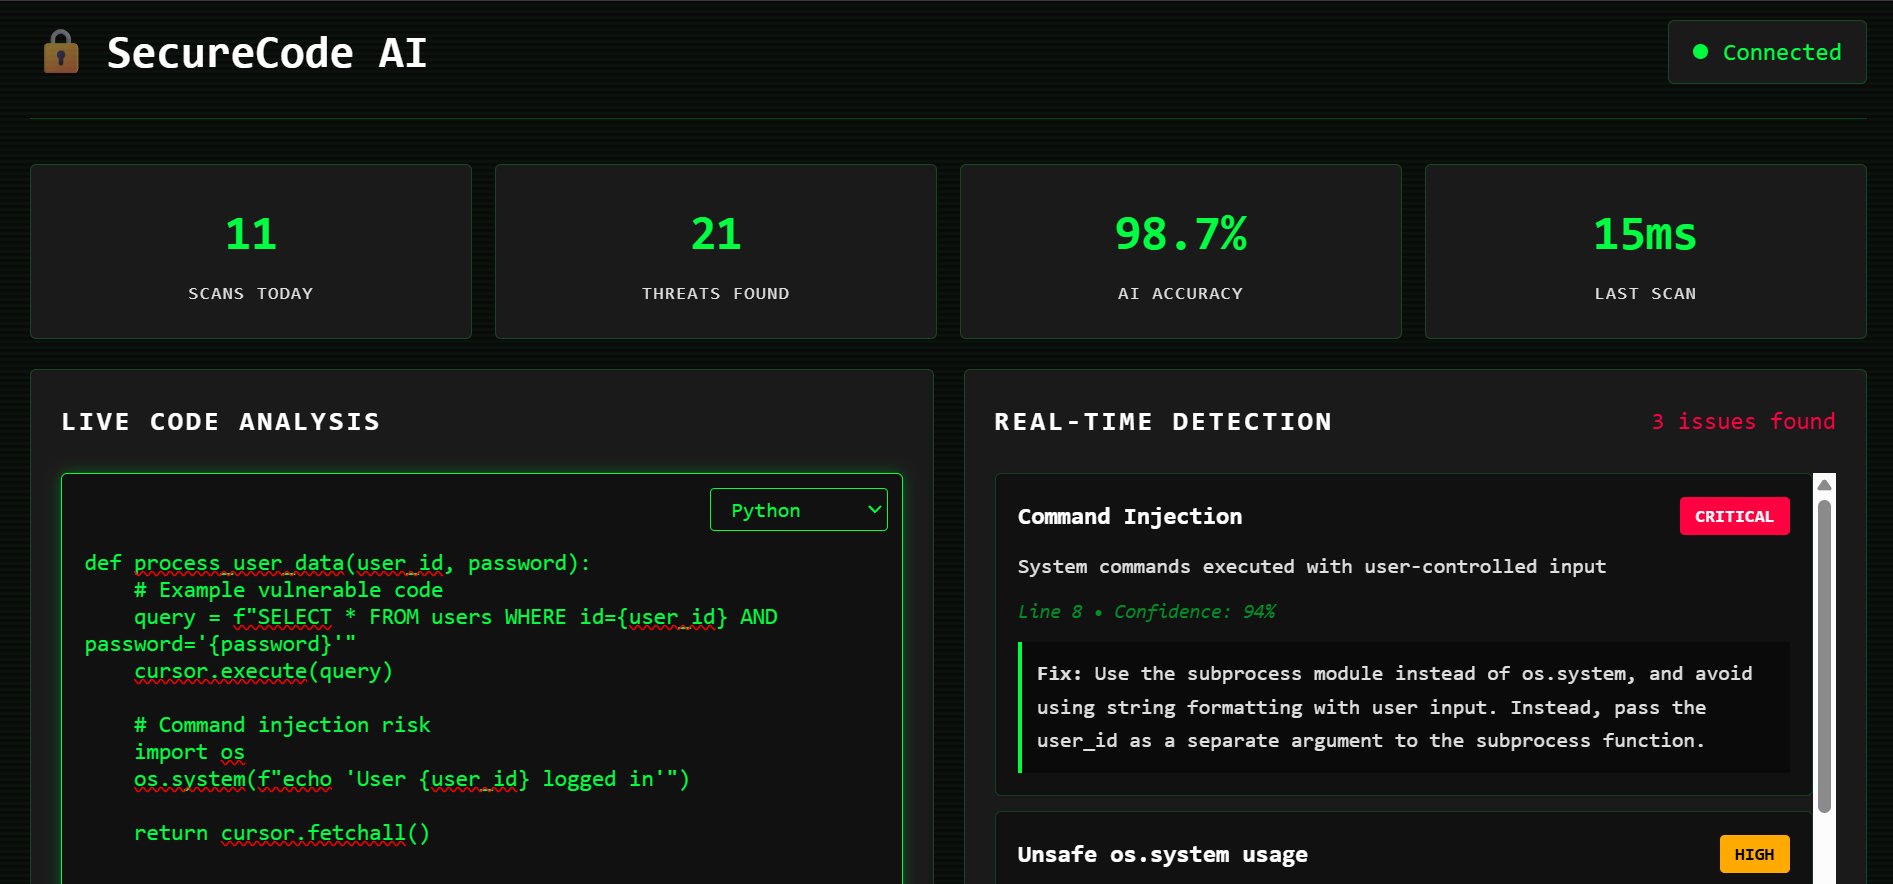 SecureCode AI
Connected
11
SCANS TODAY
21
THREATS FOUND
98.7%
AI ACCURACY
15ms
LAST SCAN
LIVE CODE ANALYSIS
Python
def process_user_data(user_id, password):
    # Example vulnerable code
    query = f"SELECT * FROM users WHERE id={user_id} AND
password='{password}'"
    cursor.execute(query)
    # Command injection risk
    import os
    os.system(f"echo 'User {user_id} logged in'")
    return cursor.fetchall()
REAL-TIME DETECTION
3 issues found
Command Injection
CRITICAL
System commands executed with user-controlled input
Line 8 • Confidence: 94%
Fix: Use the subprocess module instead of os.system, and avoid
using string formatting with user input. Instead, pass the
user_id as a separate argument to the subprocess function.
Unsafe os.system usage
HIGH